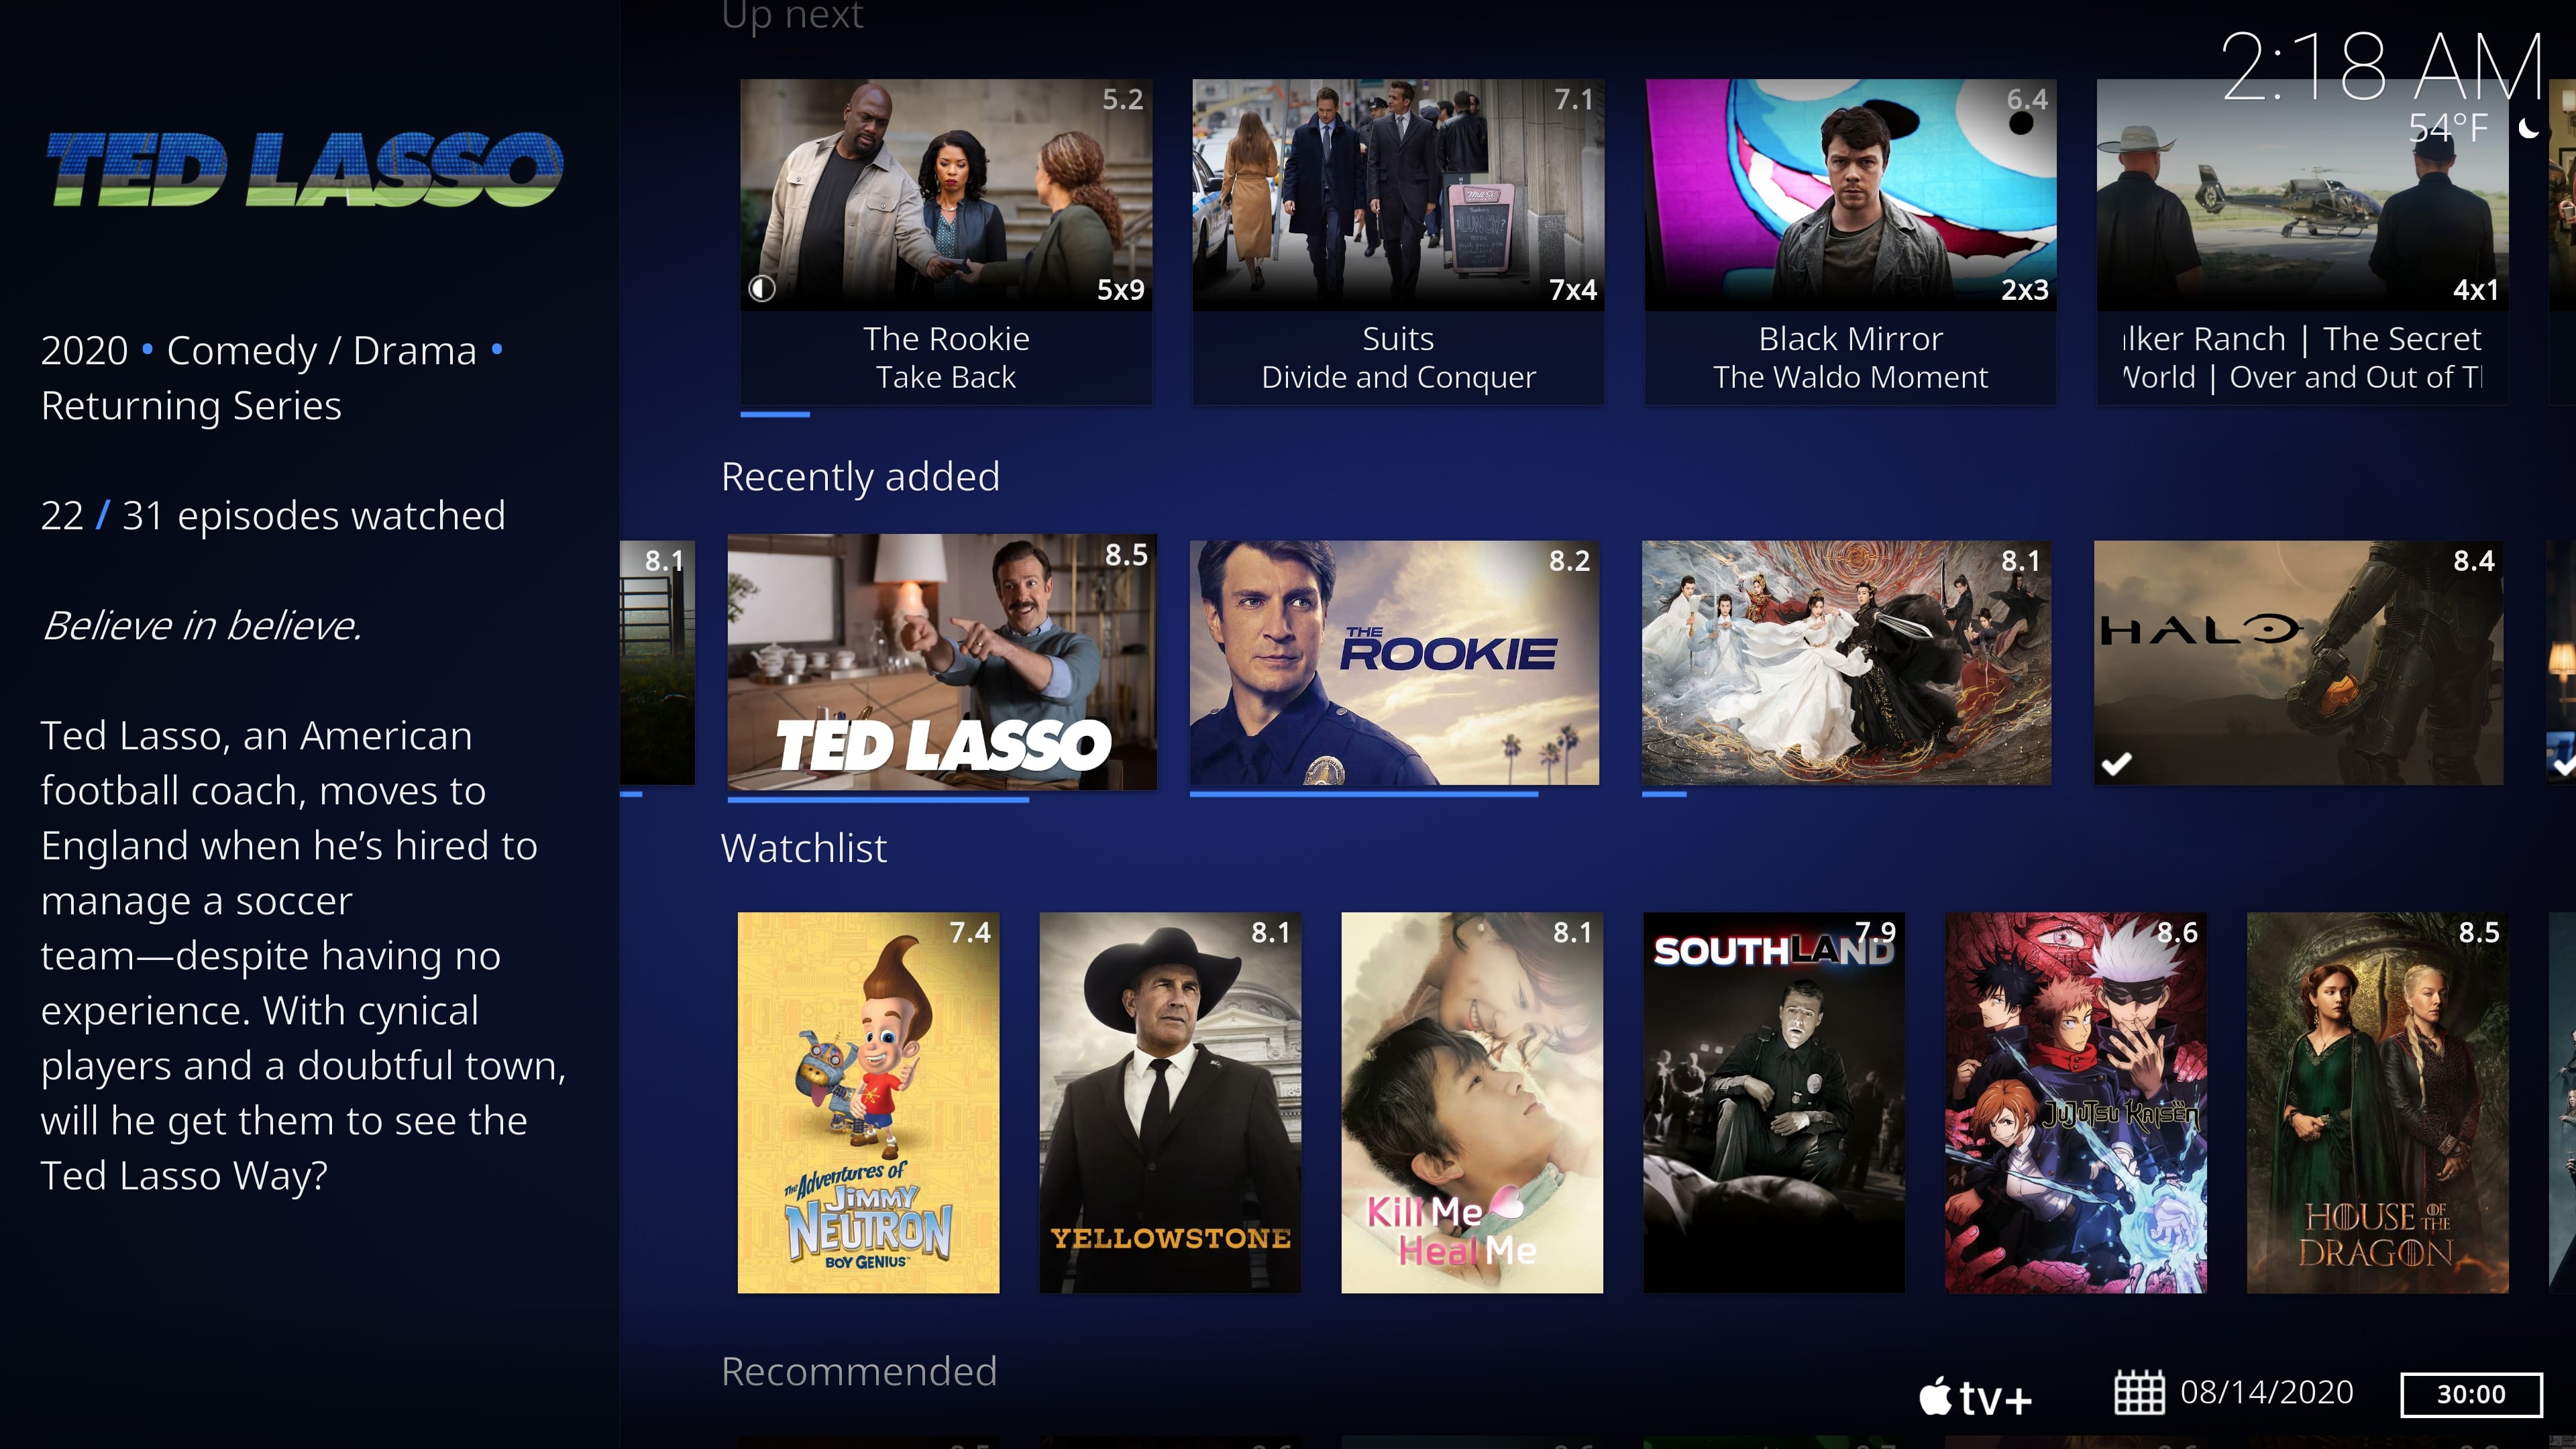 TED LASSO
2020 • Comedy / Drama •
Returning Series
22 / 31 episodes watched
Believe in believe.
Ted Lasso, an American
football coach, moves to
England when he’s hired to
manage a soccer
team—despite having no
experience. With cynical
players and a doubtful town,
will he get them to see the
Ted Lasso Way?
Up next
2:18 AM
54°F
5.2
5x9
The Rookie
Take Back
7.1
7x4
Suits
Divide and Conquer
6.4
2x3
Black Mirror
The Waldo Moment
4x1
lker Ranch | The Secret
World | Over and Out of
Recently added
8.1
8.5
TED LASSO
8.2
THE
ROOKIE
8.1
8.4
HALO
Watchlist
7.4
The Adventures of
JIMMY
NEUTRON
BOY GENIUS
8.1
YELLOWSTONE
8.1
Kill Me
Heal Me
7.9
SOUTHLAND
8.6
JUJUTSU KAISEN
8.5
HOUSE OF THE
DRAGON
Recommended
tv+
08/14/2020
30:00